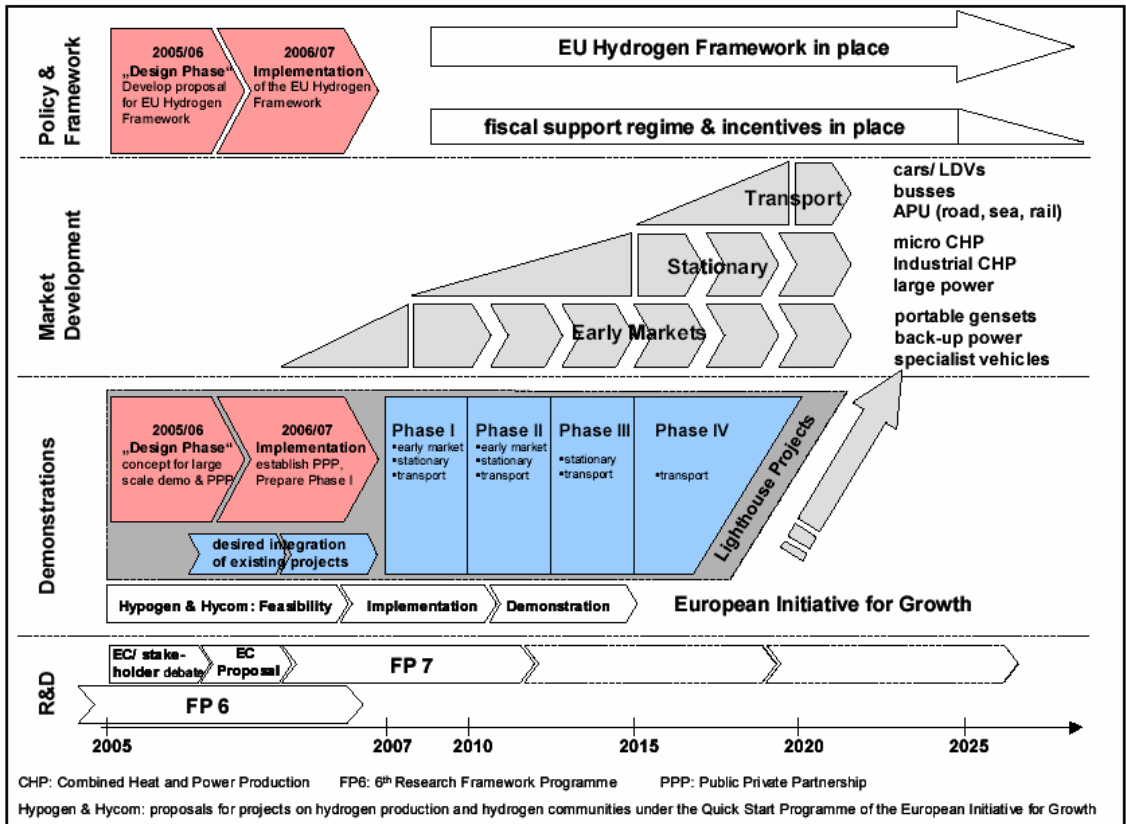 Policy & Framework
2005/06
„Design Phase“
Develop proposal
for EU Hydrogen
Framework
2006/07
Implementation
of the EU Hydrogen
Framework
EU Hydrogen Framework in place
fiscal support regime & incentives in place
Market
Development
Transport
cars/ LDVs
busses
APU (road, sea, rail)
Stationary
micro CHP
Industrial CHP
large power
Early Markets
portable gensets
back-up power
specialist vehicles
Demonstrations
2005/06
„Design Phase“
concept for large
scale demo & PPP
2006/07
Implementation
establish PPP,
Prepare Phase I
desired integration
of existing projects
Phase I
▪early market
▪stationary
▪transport
Phase II
▪early market
▪stationary
▪transport
Phase III
▪stationary
▪transport
Phase IV
▪transport
Lighthouse Projects
Hypogen & Hycom: Feasibility
Implementation
Demonstration
European Initiative for Growth
R&D
EC/ stake-
holder debate
EC
Proposal
FP 7
FP 6
2005 2007 2010 2015 2020 2025
CHP: Combined Heat and Power Production FP6: 6th Research Framework Programme PPP: Public Private Partnership
Hypogen & Hycom: proposals for projects on hydrogen production and hydrogen communities under the Quick Start Programme of the European Initiative for Growth